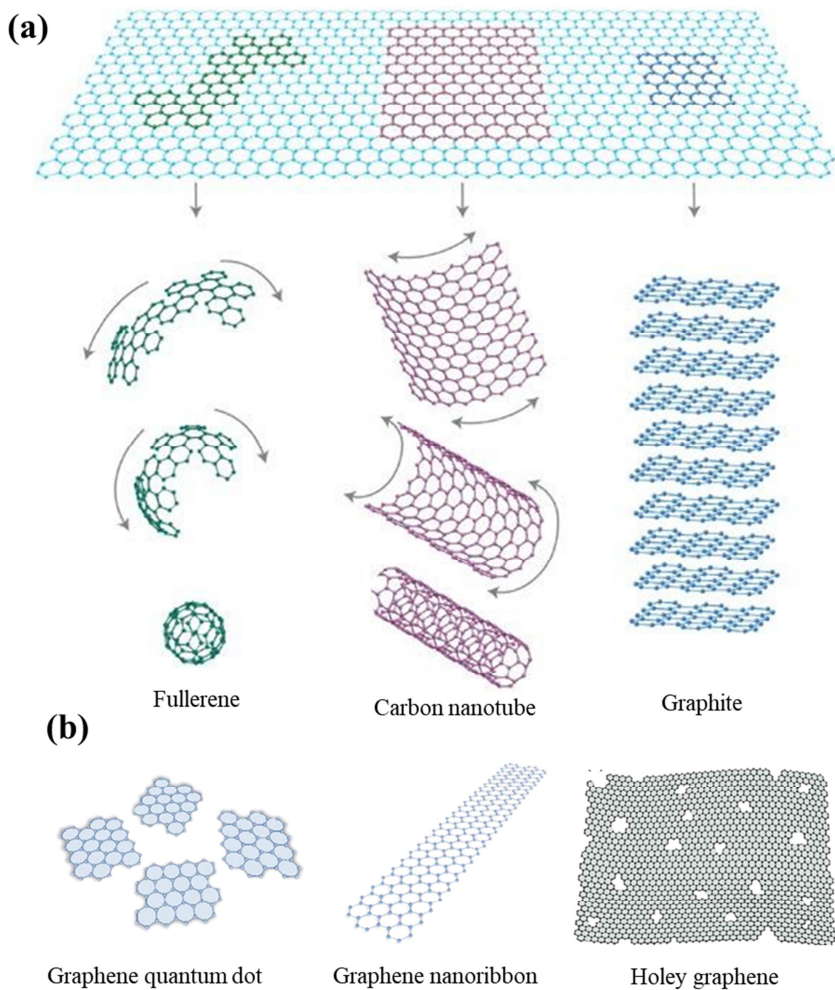 (a)
Fullerene
Carbon nanotube
Graphite
(b)
Graphene quantum dot
Graphene nanoribbon
Holey graphene